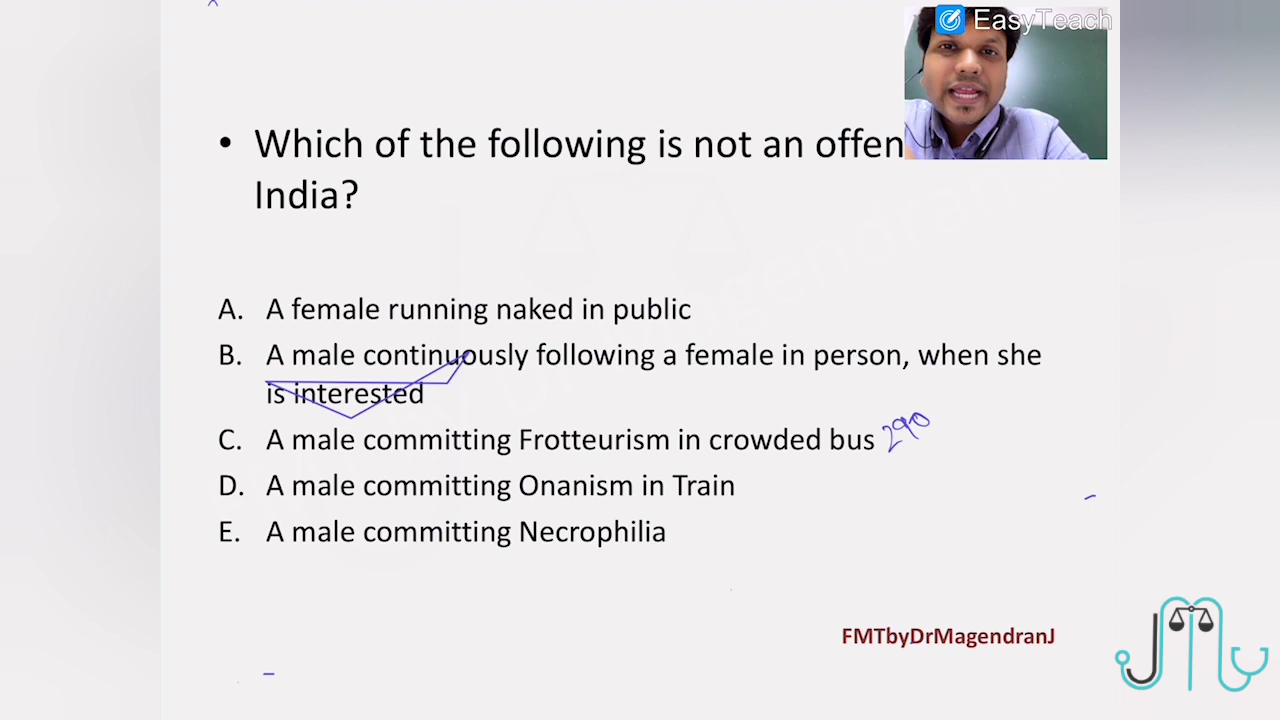 EasyTeach
• Which of the following is not an offen
India?
A. A female running naked in public
B. A male continuously following a female in person, when she
is interested
C. A male committing Frotteurism in crowded bus 290
D. A male committing Onanism in Train
E. A male committing Necrophilia
FMTbyDrMagendranJ